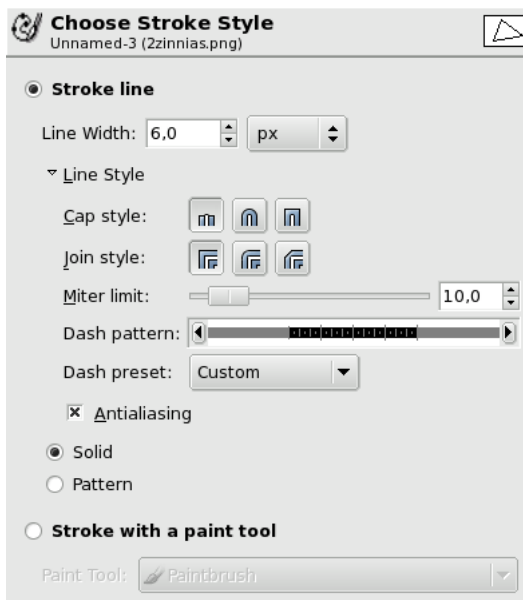 Choose Stroke Style
Unnamed-3 (2zinnias.png)
Stroke line
Line Width: 6,0 px
Line Style
Cap style:
Join style:
Miter limit: 10,0
Dash pattern:
Dash preset: Custom
Antialiasing
Solid
Pattern
Stroke with a paint tool
Paint Tool: Paintbrush